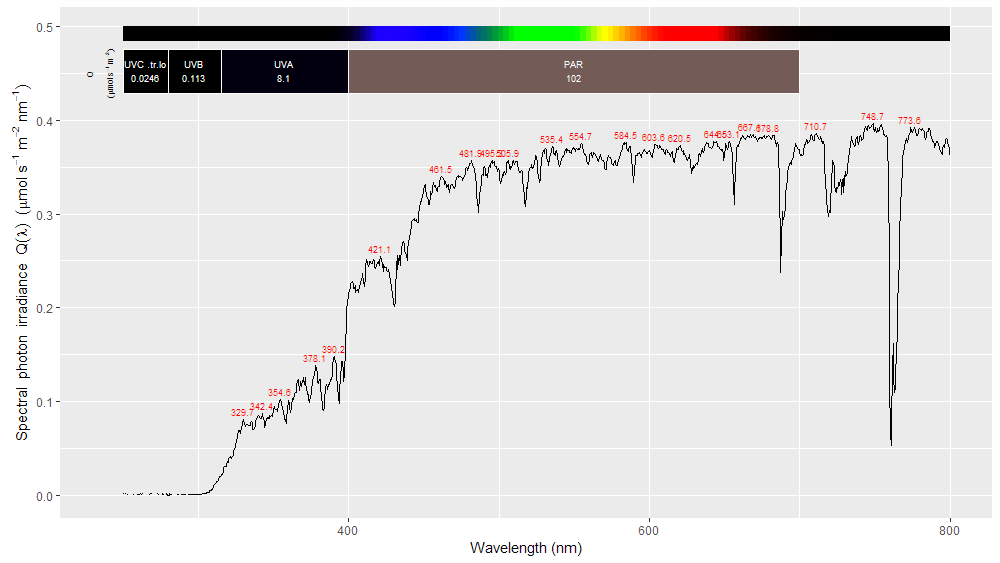 0.5
Q
(μmol s⁻¹ m⁻²)
UVC .tr.lo UVB UVA PAR
0.0246 0.113 8.1 102
0.4
0.3
0.2
0.1
0.0
Spectral photon irradiance Q(λ) (μmol s⁻¹ m⁻² nm⁻¹)
329.7 342.4 354.6 378.1 390.2 421.1 461.5 481.9 495.5 505.9 535.4 554.7 584.5 603.6 620.5 644.5 653.1 667.1 678.8 710.7 748.7 773.6
400 600 800
Wavelength (nm)